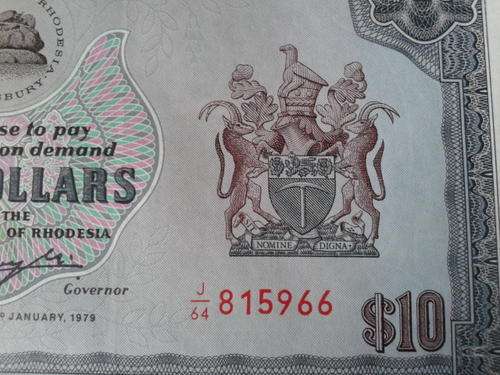 RHODESIA
SBURY.
se to pay
on demand
OLLARS
THE
OF RHODESIA
Governor
JANUARY, 1979
NOMINE DIGNA
J/64 815966
$10